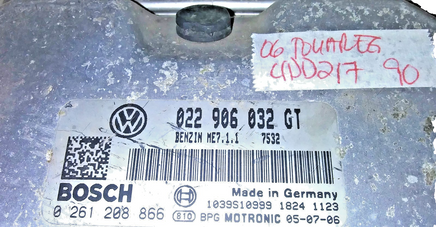 06 TOUAREG
4DD217 90
022 906 032 GT
BENZIN ME7.1.1 7532
BOSCH
Made in Germany
1039S10999 1824 1123
0 261 208 866
810 BPG MOTRONIC 05-07-06